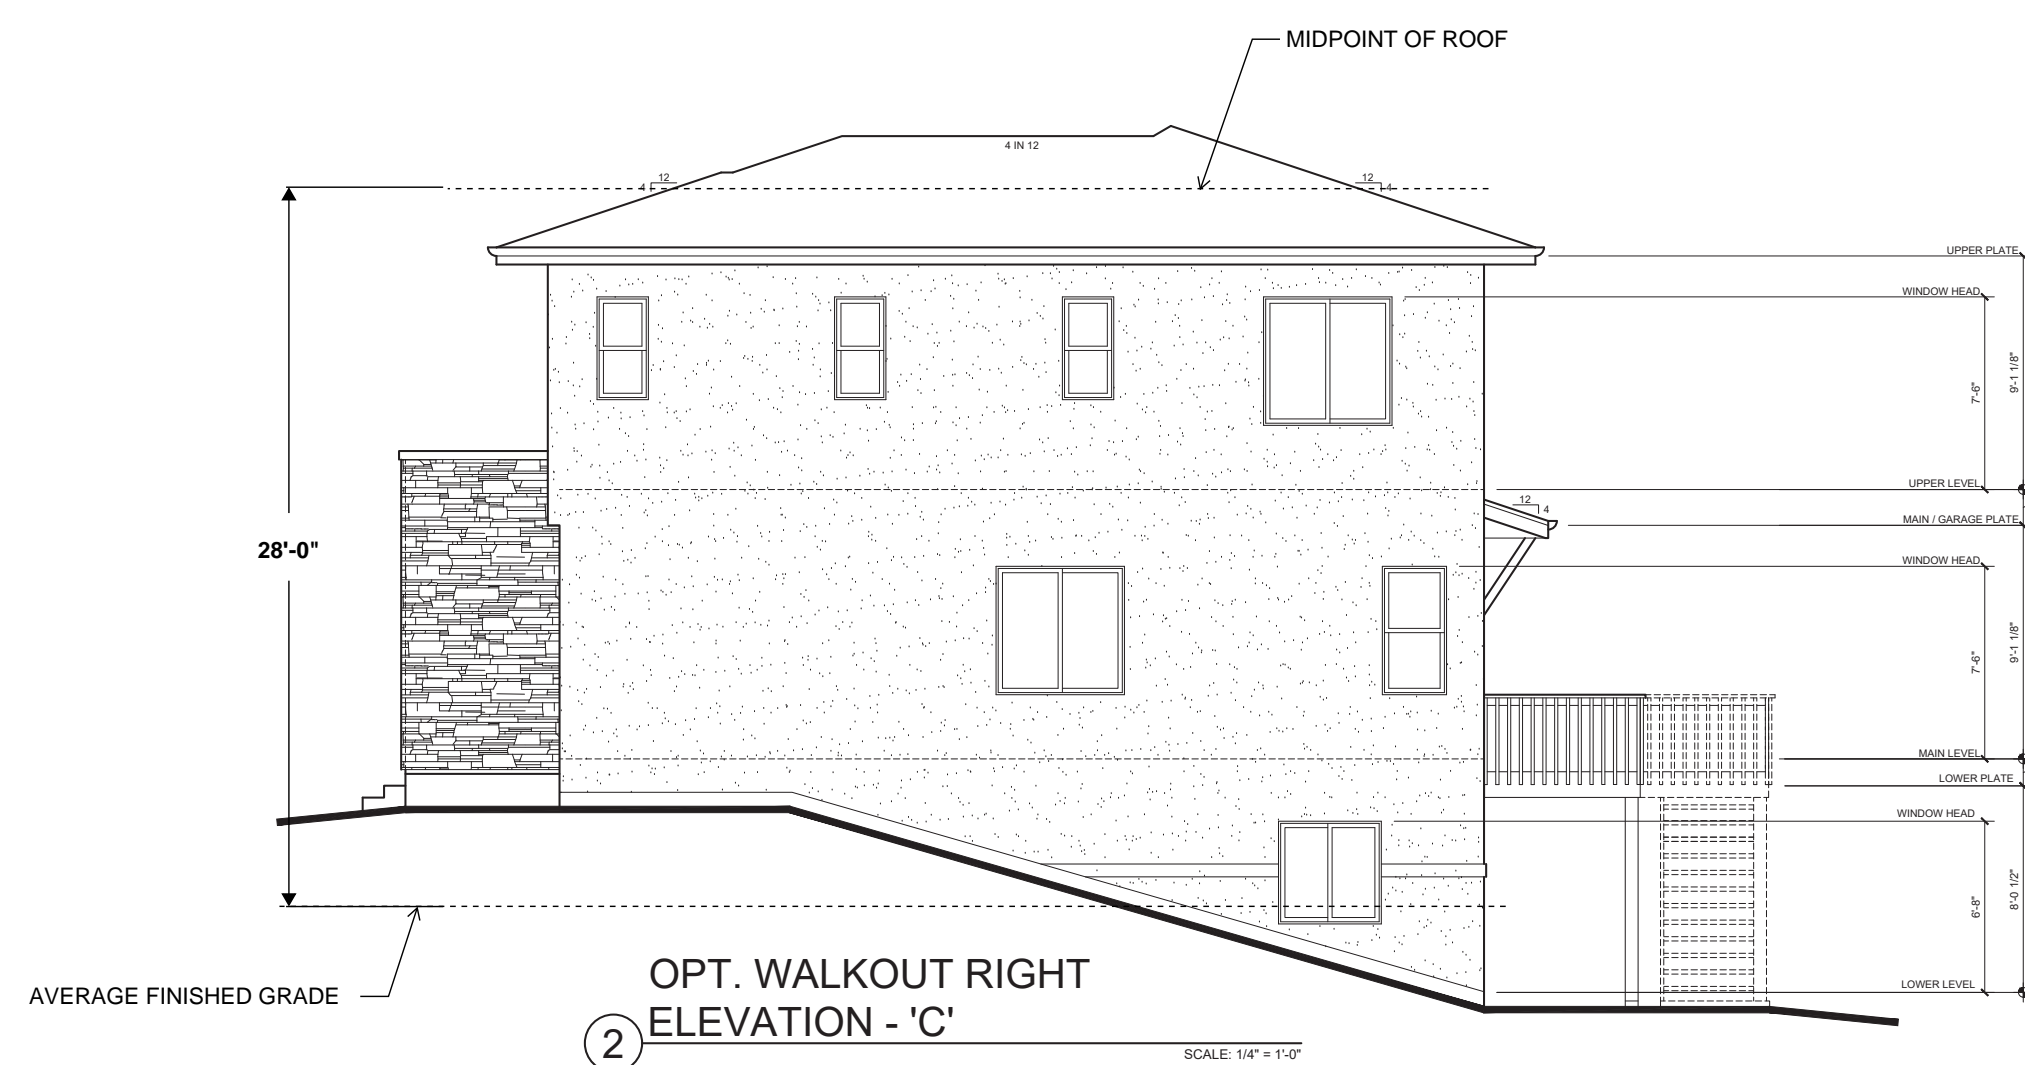 MIDPOINT OF ROOF
4 IN 12
12
4
12
4
UPPER PLATE
WINDOW HEAD
9'-1 1/8"
7'-6"
UPPER LEVEL
12
4
MAIN / GARAGE PLATE
28'-0"
WINDOW HEAD
9'-1 1/8"
7'-6"
MAIN LEVEL
LOWER PLATE
WINDOW HEAD
8'-0 1/2"
6'-8"
LOWER LEVEL
AVERAGE FINISHED GRADE
OPT. WALKOUT RIGHT
ELEVATION - 'C'
2
SCALE: 1/4" = 1'-0"